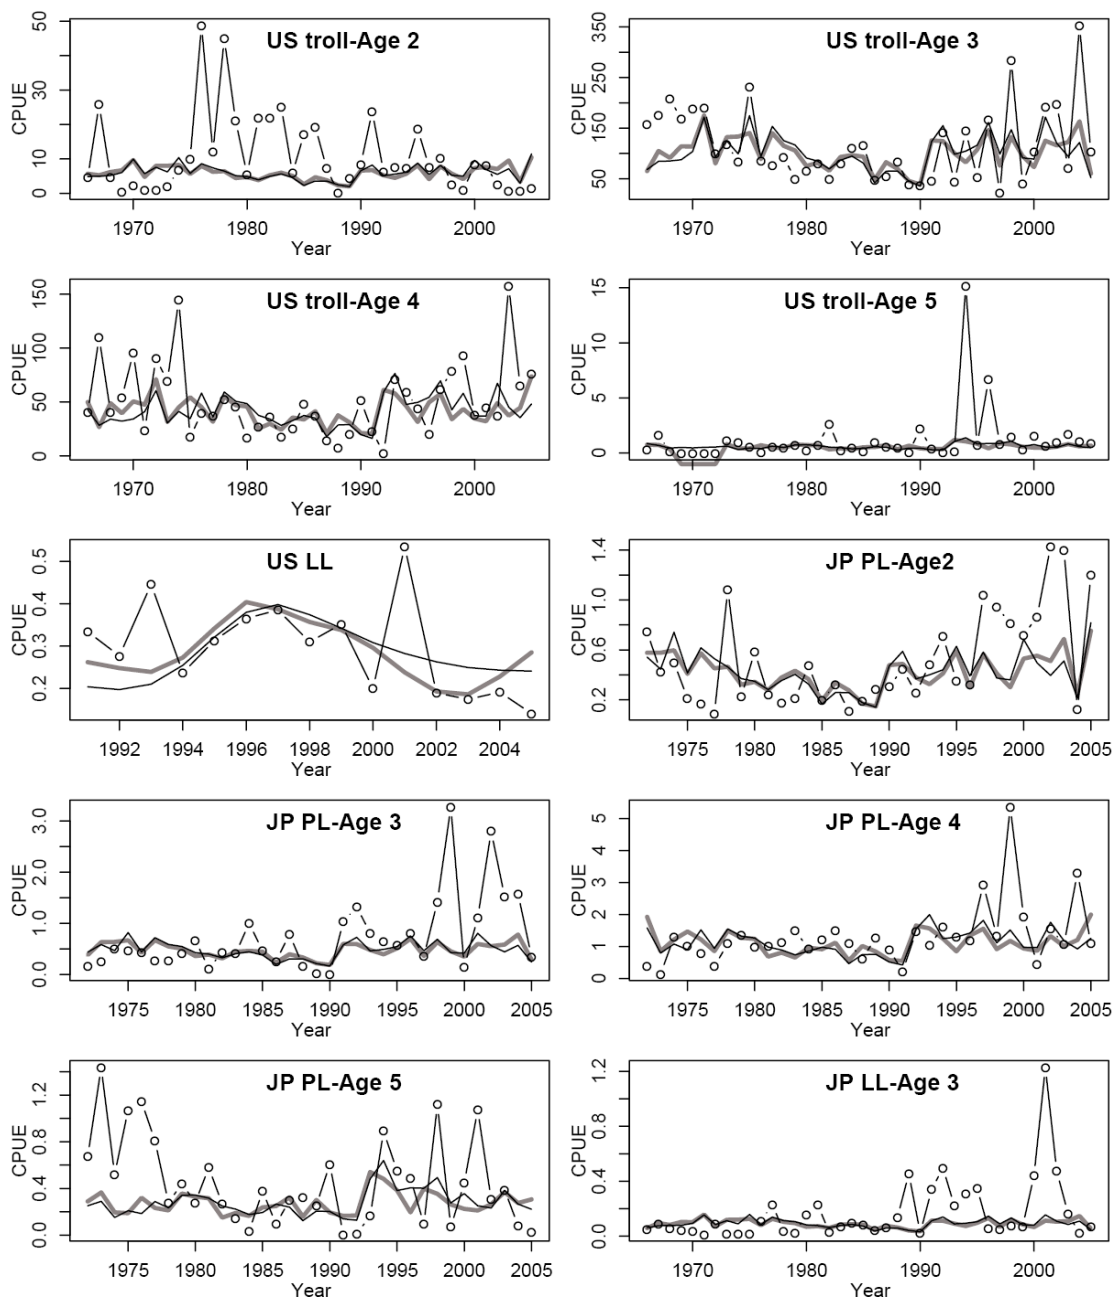 US troll-Age 2
CPUE
50
30
10
0
1970 1980 1990 2000
Year
US troll-Age 3
CPUE
350
250
150
50
1970 1980 1990 2000
Year
US troll-Age 4
CPUE
150
100
50
0
1970 1980 1990 2000
Year
US troll-Age 5
CPUE
15
10
5
0
1970 1980 1990 2000
Year
US LL
CPUE
0.5
0.4
0.3
0.2
1992 1994 1996 1998 2000 2002 2004
Year
JP PL-Age2
CPUE
1.4
1.0
0.6
0.2
1975 1980 1985 1990 1995 2000 2005
Year
JP PL-Age 3
CPUE
3.0
2.0
1.0
0.0
1975 1980 1985 1990 1995 2000 2005
Year
JP PL-Age 4
CPUE
5
4
3
2
1
0
1975 1980 1985 1990 1995 2000 2005
Year
JP PL-Age 5
CPUE
1.2
0.8
0.4
0.0
1975 1980 1985 1990 1995 2000 2005
Year
JP LL-Age 3
CPUE
1.2
0.8
0.4
0.0
1970 1980 1990 2000
Year